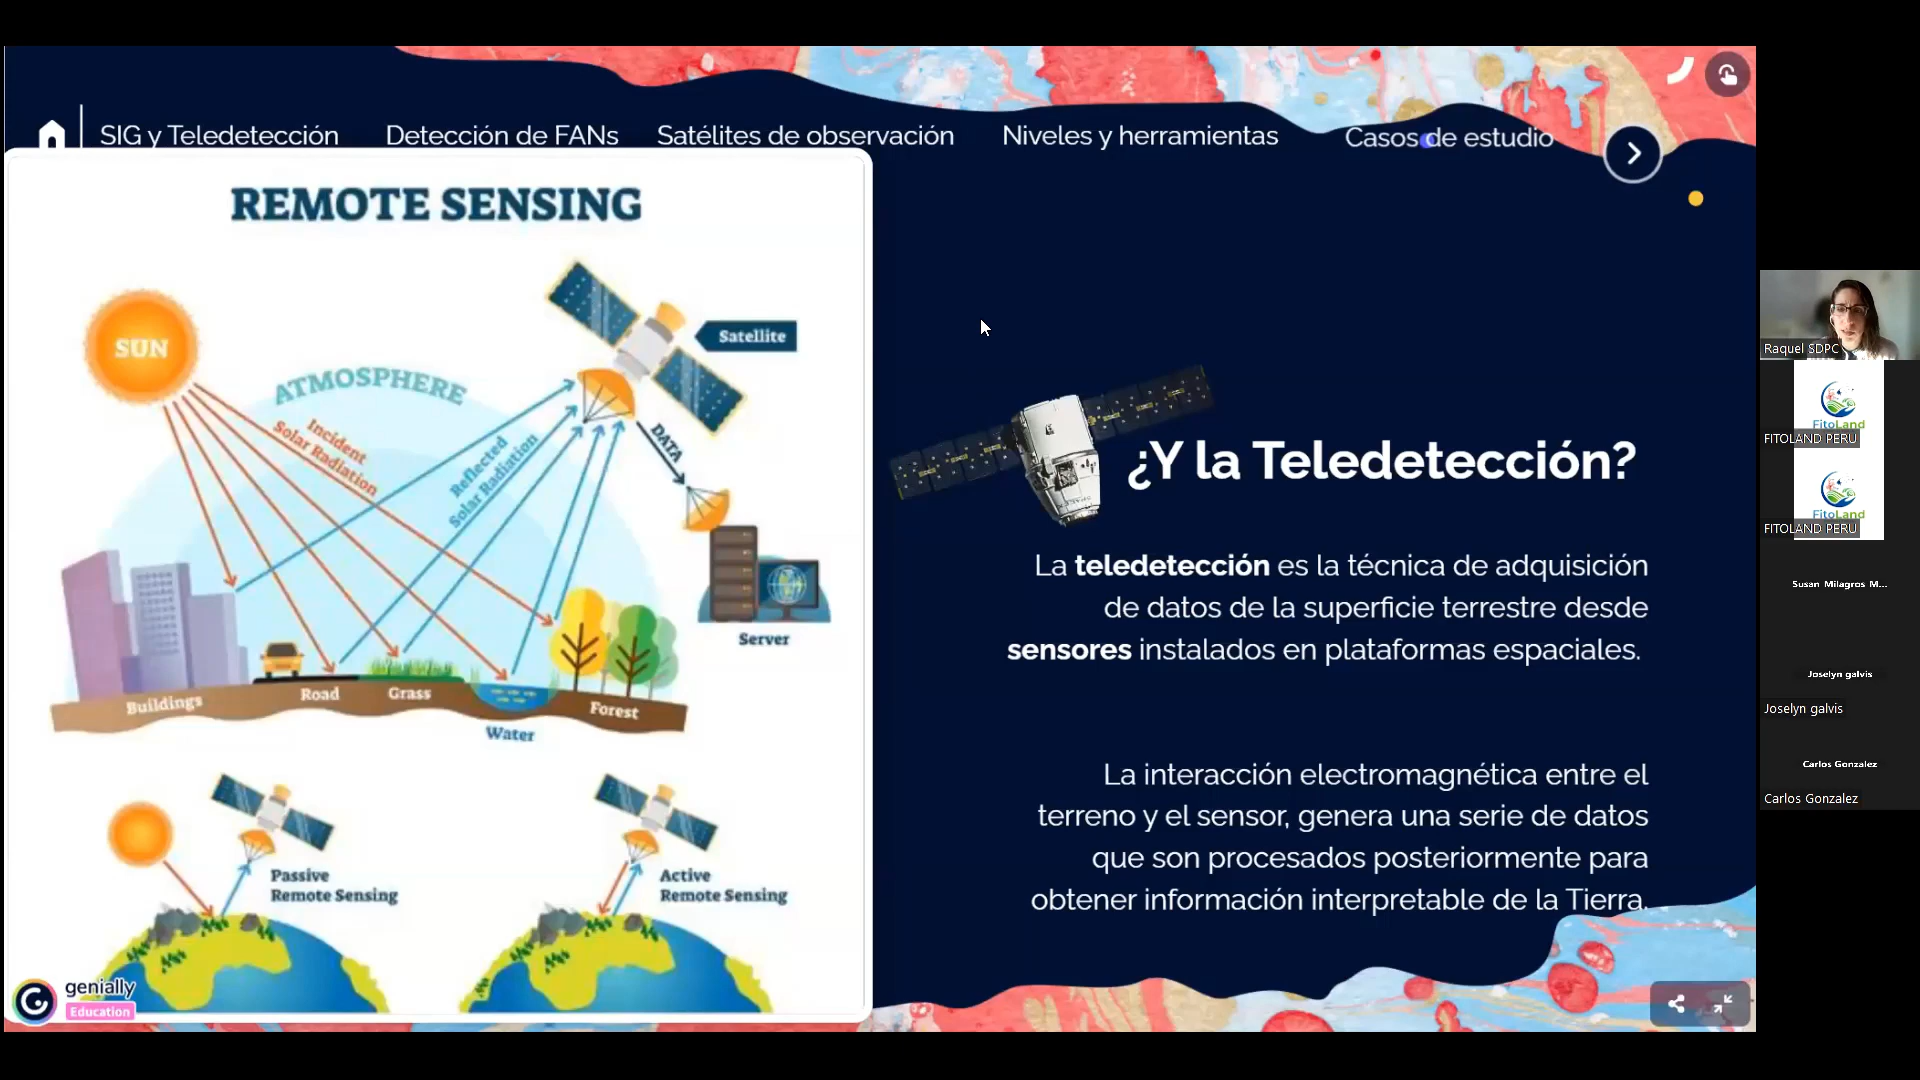 SIG y Teledetección
Detección de FANs
Satélites de observación
Niveles y herramientas
Casos de estudio
REMOTE SENSING
SUN
ATMOSPHERE
Incident
Solar Radiation
Reflected
Solar Radiation
Satellite
DATA
Server
Buildings
Road
Grass
Water
Forest
Passive
Remote Sensing
Active
Remote Sensing
genially
Education
¿Y la Teledetección?
La teledetección es la técnica de adquisición
de datos de la superficie terrestre desde
sensores instalados en plataformas espaciales.
La interacción electromagnética entre el
terreno y el sensor, genera una serie de datos
que son procesados posteriormente para
obtener información interpretable de la Tierra.
Raquel SDPC
FitoLand
FITOLAND PERU
FitoLand
FITOLAND PERU
Susan Milagros M...
Joselyn galvis
Joselyn galvis
Carlos Gonzalez
Carlos Gonzalez